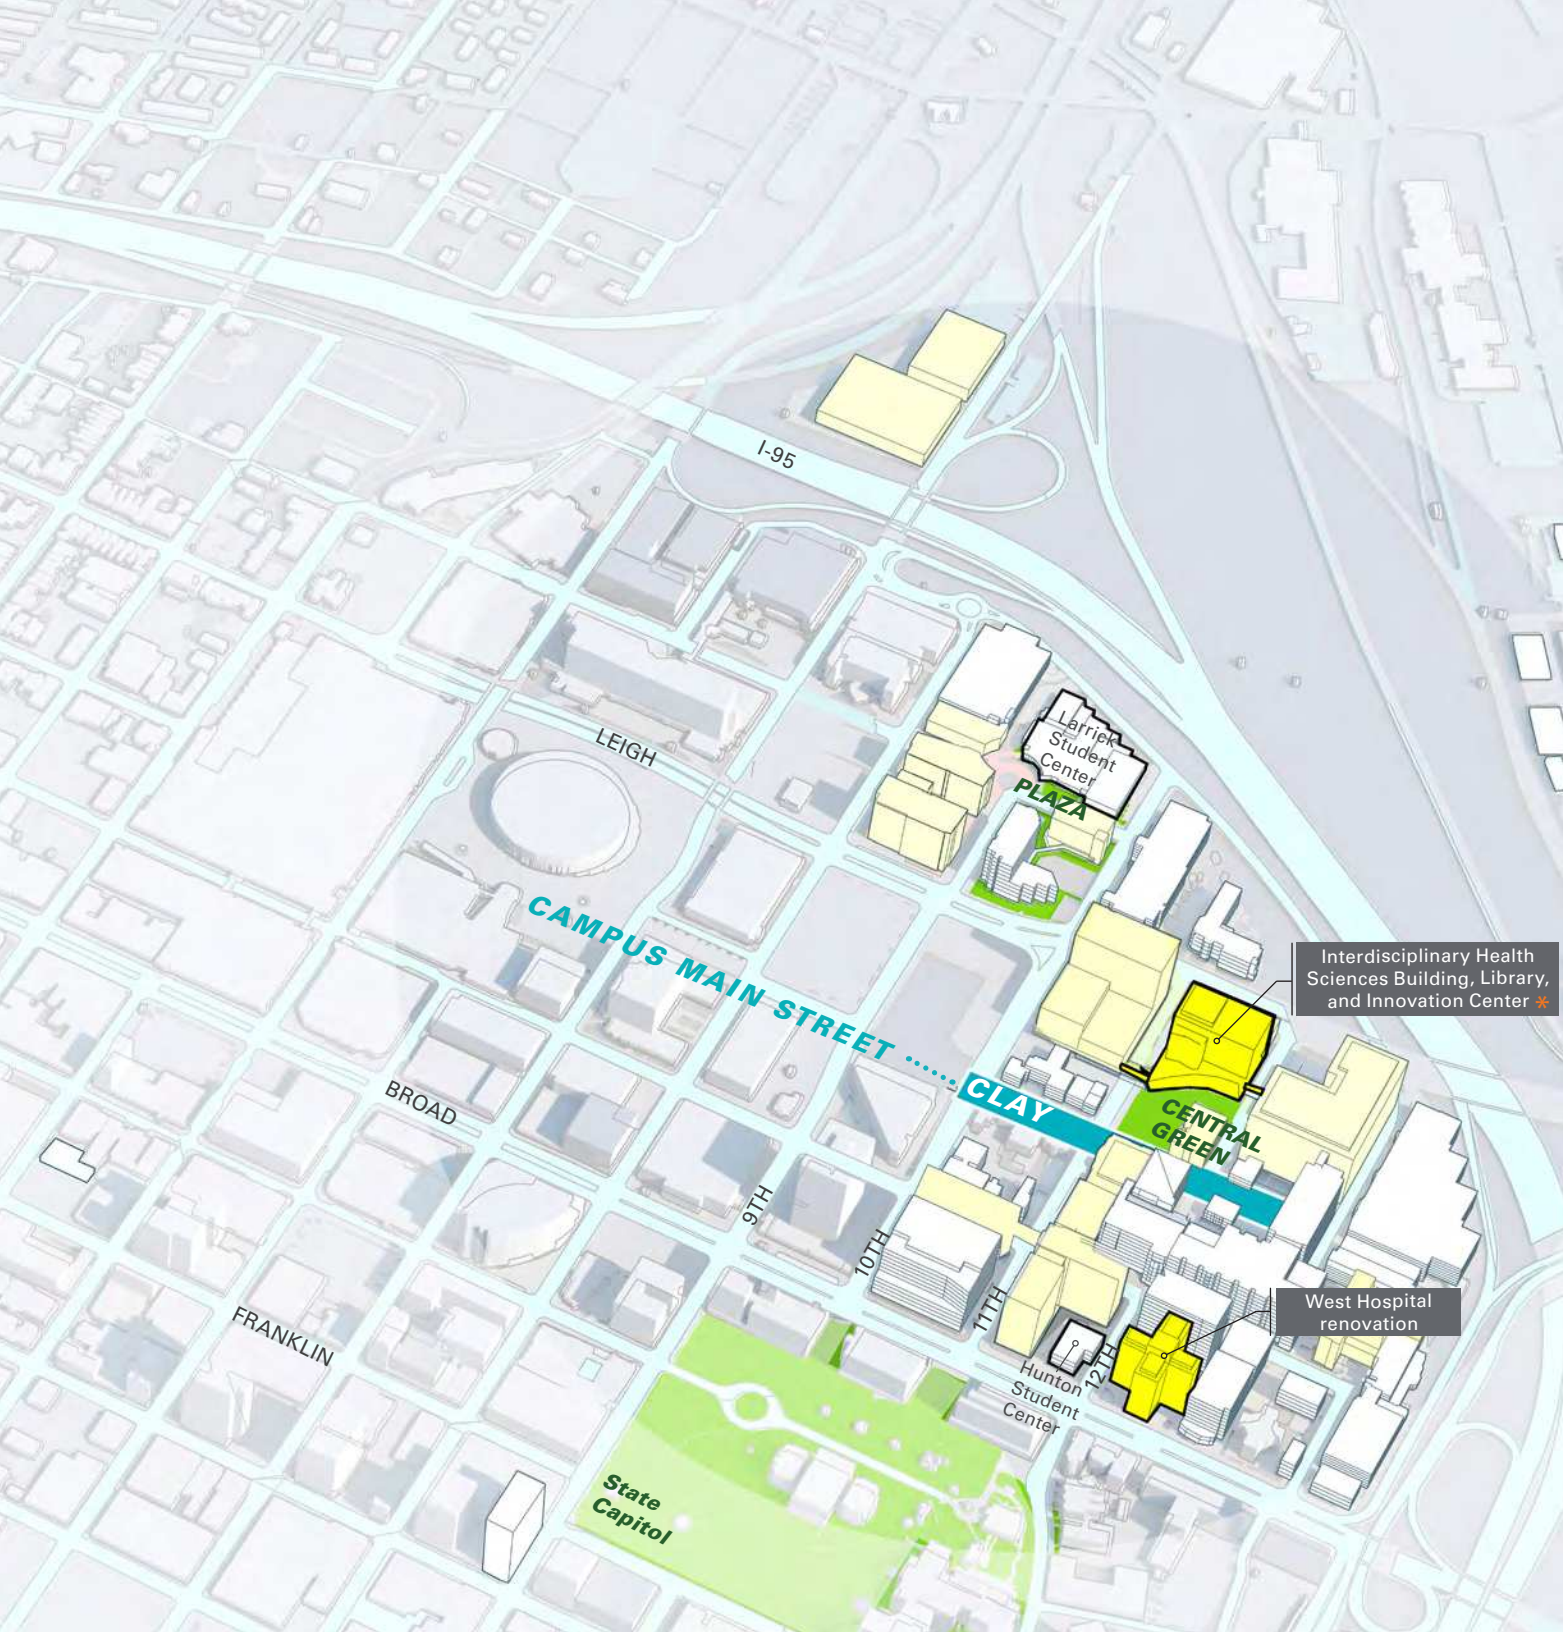 I-95
LEIGH
Larrick
Student
Center
PLAZA
CAMPUS MAIN STREET
CLAY
Interdisciplinary Health
Sciences Building, Library,
and Innovation Center *
CENTRAL
GREEN
BROAD
9TH
10TH
11TH
12TH
FRANKLIN
West Hospital
renovation
Hunton
Student
Center
State
Capitol